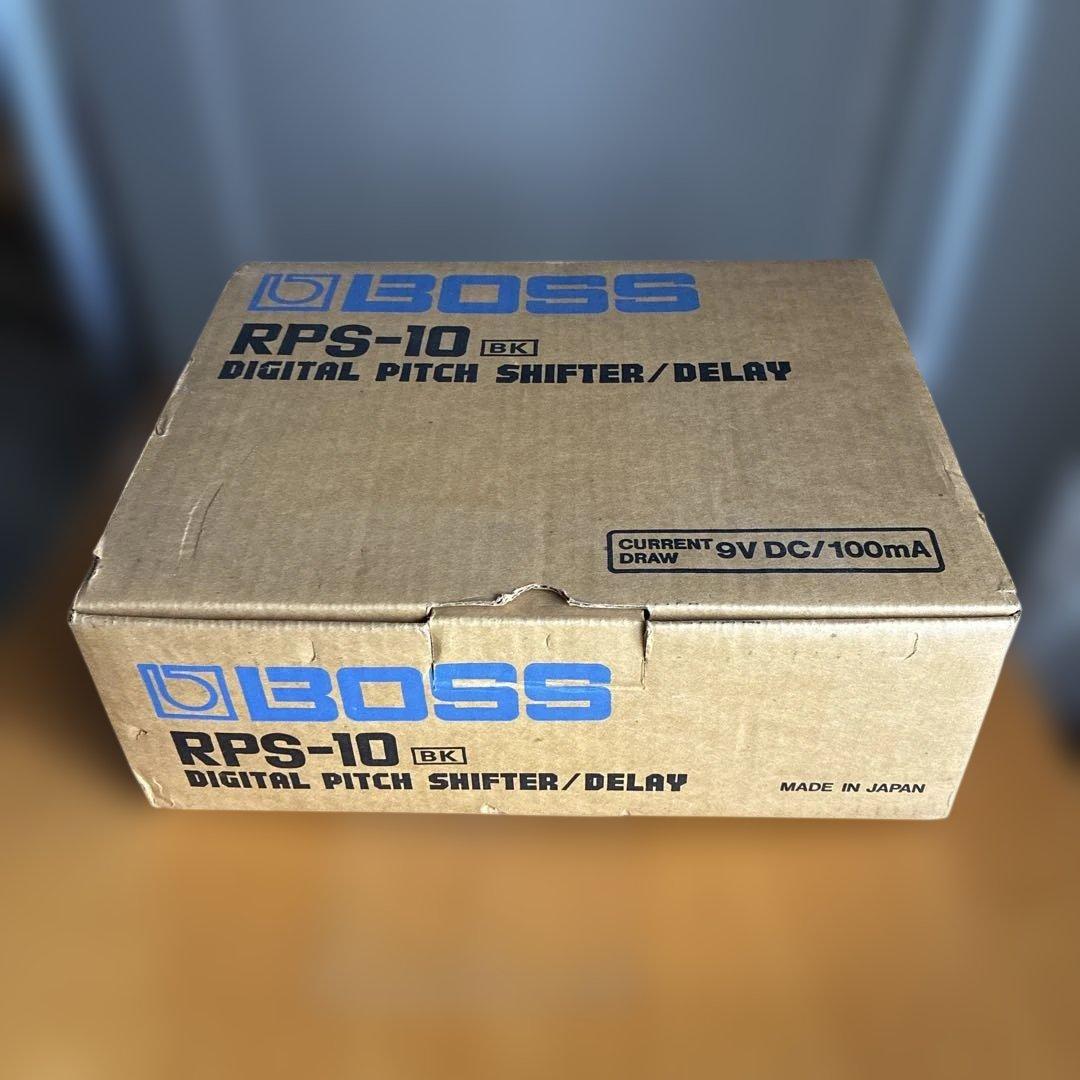 BOSS
RPS-10 BK
DIGITAL PITCH SHIFTER/DELAY
CURRENT DRAW 9V DC/100mA
BOSS
RPS-10 BK
DIGITAL PITCH SHIFTER/DELAY
MADE IN JAPAN